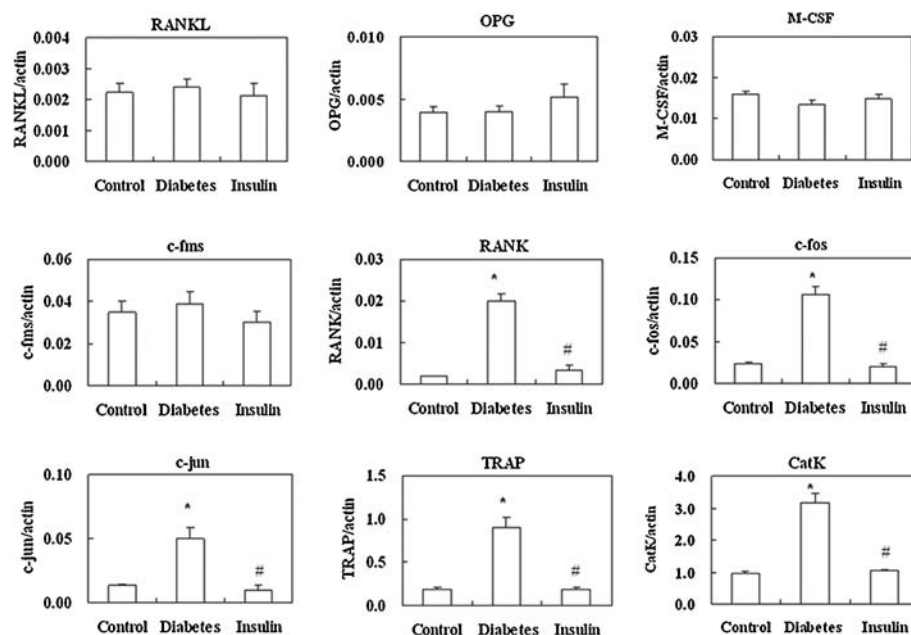 RANKL
RANKL/actin
0.004
0.003
0.002
0.001
0.000
Control Diabetes Insulin
OPG
OPG/actin
0.010
0.005
0.000
Control Diabetes Insulin
M-CSF
M-CSF/actin
0.03
0.02
0.01
0.00
Control Diabetes Insulin
c-fms
c-fms/actin
0.06
0.04
0.02
0.00
Control Diabetes Insulin
RANK
RANK/actin
0.03
0.02
0.01
0.00
*
#
Control Diabetes Insulin
c-fos
c-fos/actin
0.15
0.10
0.05
0.00
*
#
Control Diabetes Insulin
c-jun
c-jun/actin
0.10
0.05
0.00
*
#
Control Diabetes Insulin
TRAP
TRAP/actin
1.5
1.0
0.5
0.0
*
#
Control Diabetes Insulin
CatK
CatK/actin
4.0
3.0
2.0
1.0
0.0
*
#
Control Diabetes Insulin